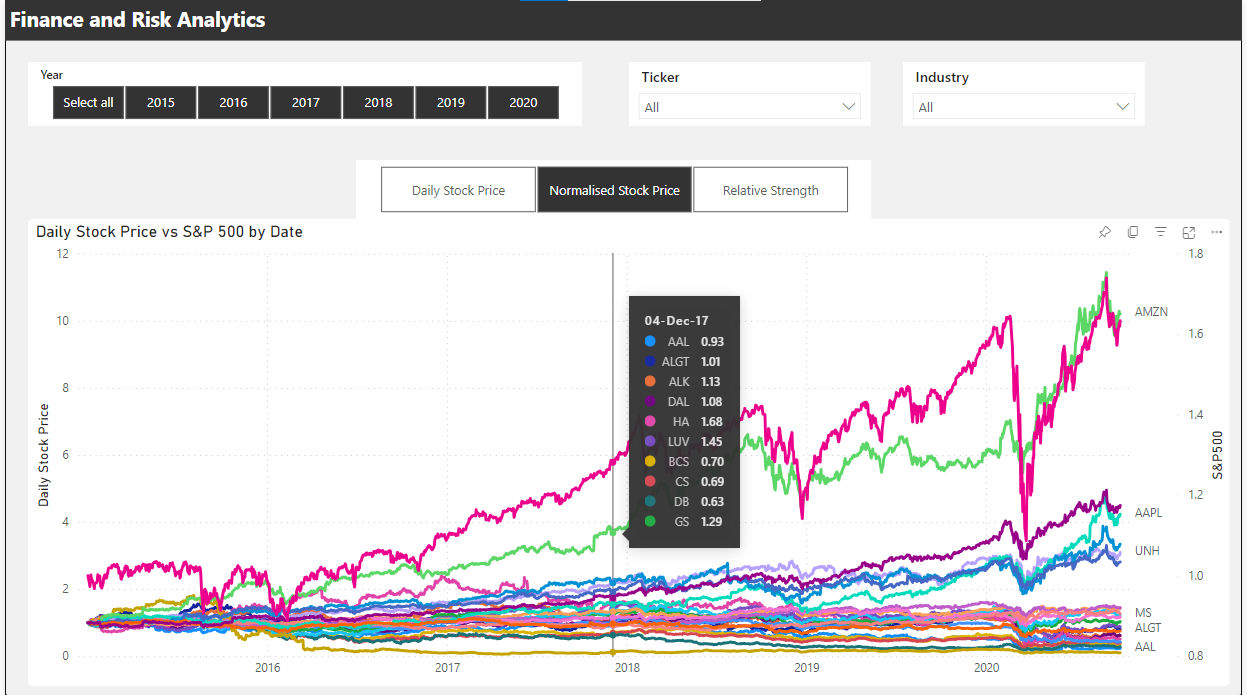 Finance and Risk Analytics
Year
Select all 2015 2016 2017 2018 2019 2020
Ticker
All
Industry
All
Daily Stock Price Normalised Stock Price Relative Strength
Daily Stock Price vs S&P 500 by Date
12
10
8
6
4
2
0
Daily Stock Price
04-Dec-17
AAL 0.93
ALGT 1.01
ALK 1.13
DAL 1.08
HA 1.68
LUV 1.45
BCS 0.70
CS 0.69
DB 0.63
GS 1.29
AMZN
AAPL
UNH
MS
ALGT
AAL
1.8
1.6
1.4
1.2
1.0
0.8
S&P500
2016 2017 2018 2019 2020